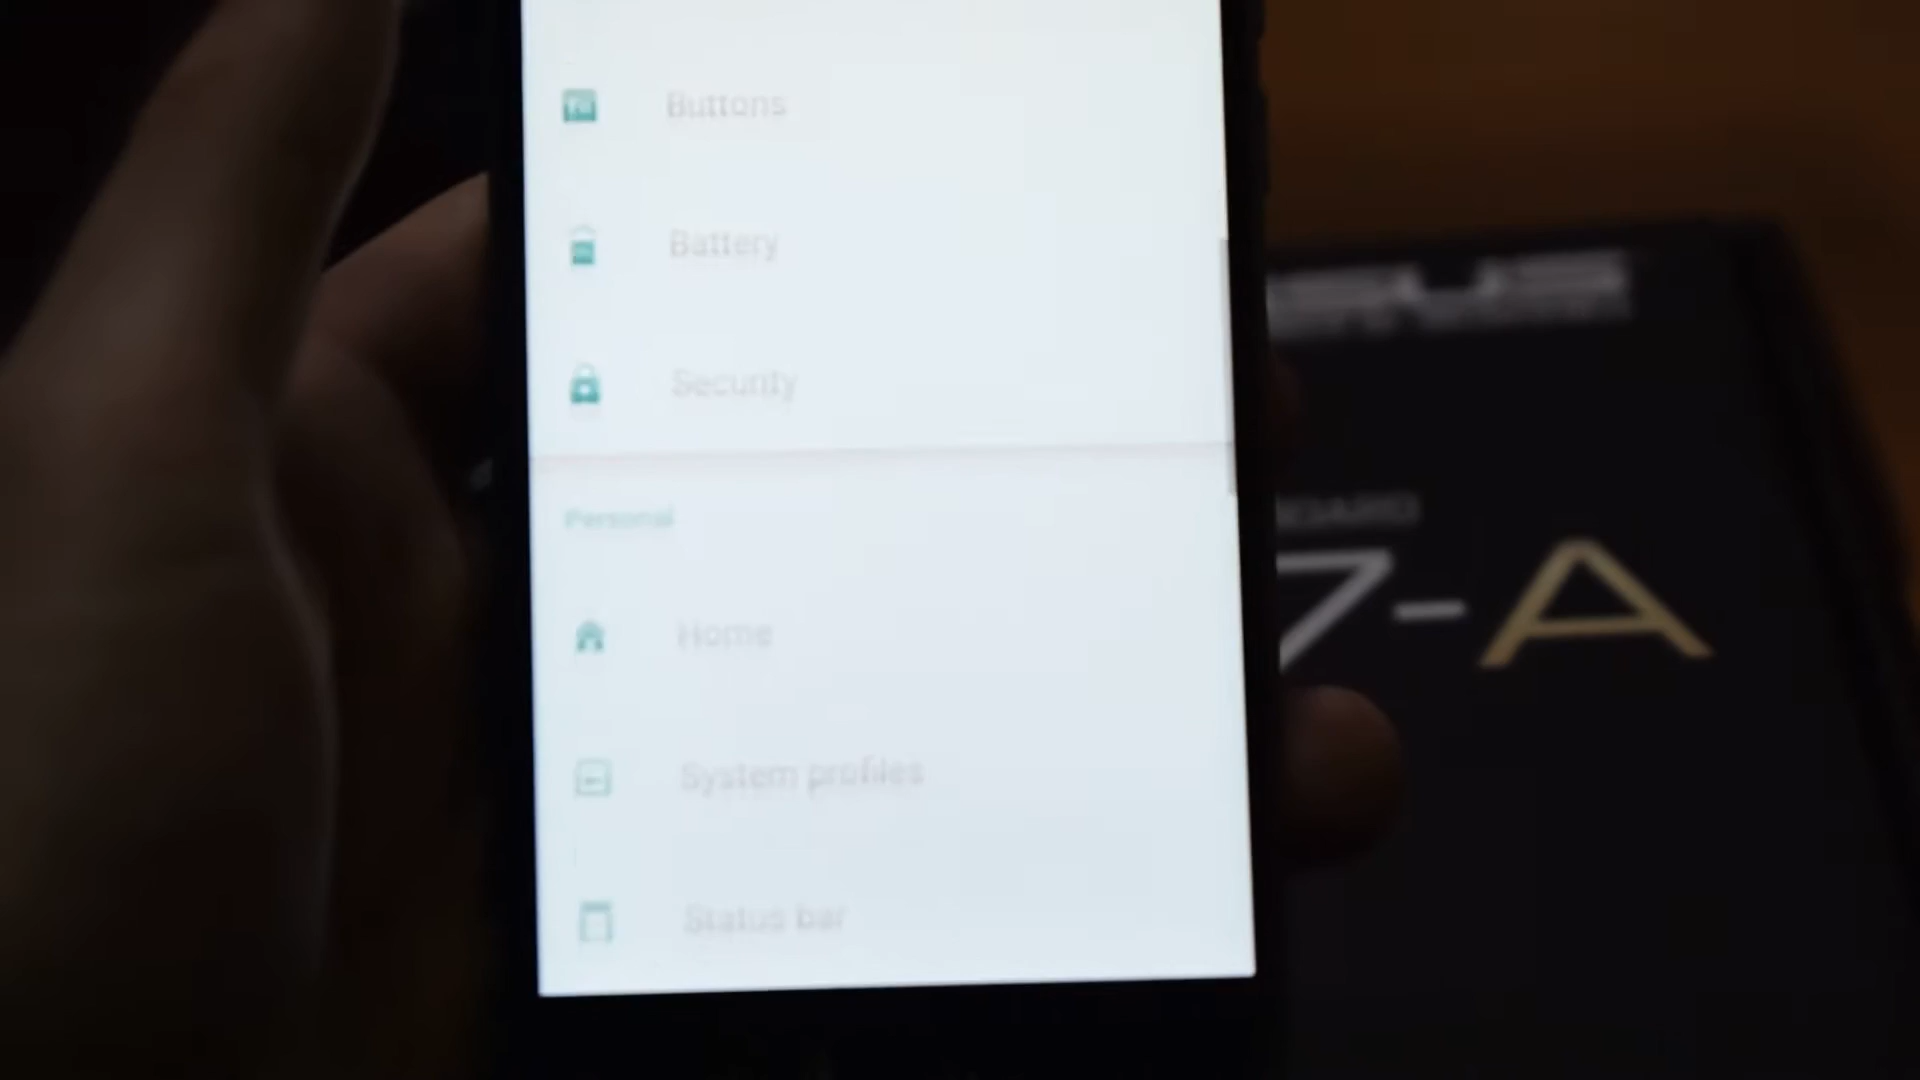 Buttons
Battery
Security
Personal
Home
System profiles
Status bar
7-A